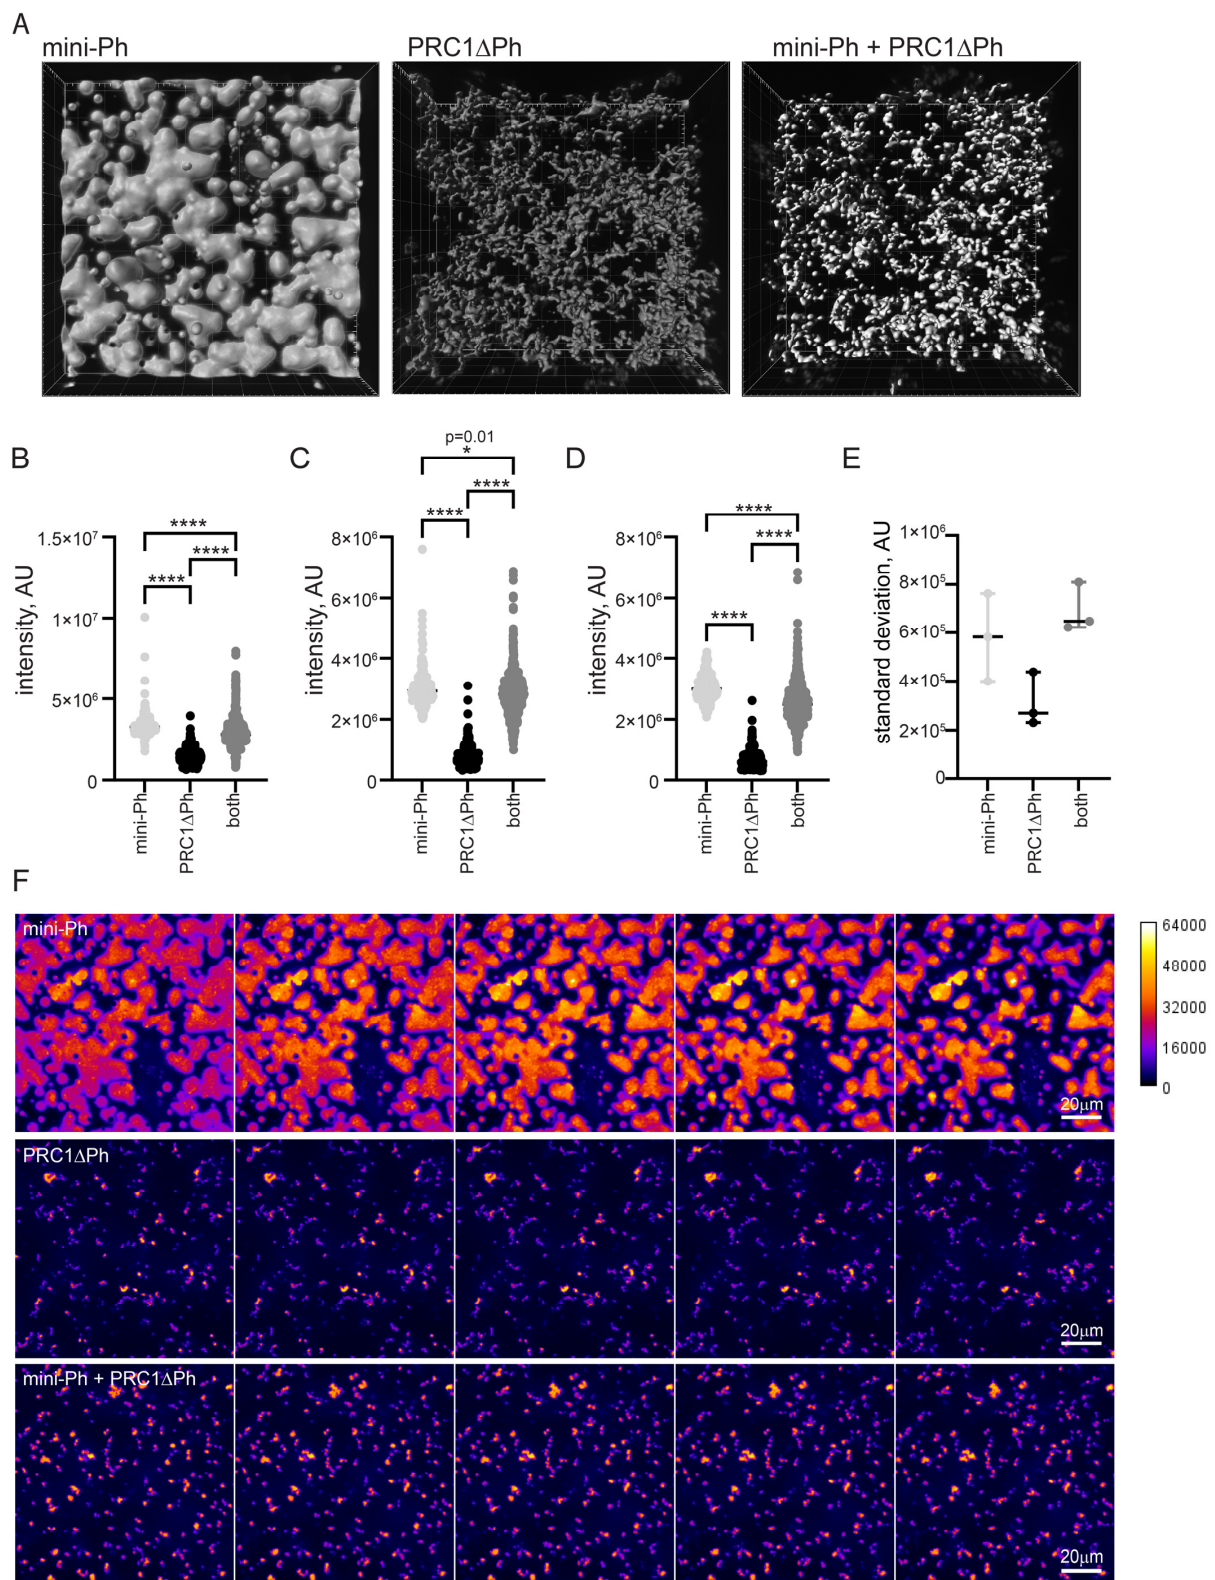 A
mini-Ph
PRC1ΔPh
mini-Ph + PRC1ΔPh
B
intensity, AU
1.5×10⁷
1×10⁷
5×10⁶
0
****
****
****
mini-Ph
PRC1ΔPh
both
C
p=0.01
*
****
****
intensity, AU
8×10⁶
6×10⁶
4×10⁶
2×10⁶
0
mini-Ph
PRC1ΔPh
both
D
****
****
****
intensity, AU
8×10⁶
6×10⁶
4×10⁶
2×10⁶
0
mini-Ph
PRC1ΔPh
both
E
standard deviation, AU
1×10⁶
8×10⁵
6×10⁵
4×10⁵
2×10⁵
0
mini-Ph
PRC1ΔPh
both
F
mini-Ph
20μm
64000
48000
32000
16000
0
PRC1ΔPh
20μm
mini-Ph + PRC1ΔPh
20μm